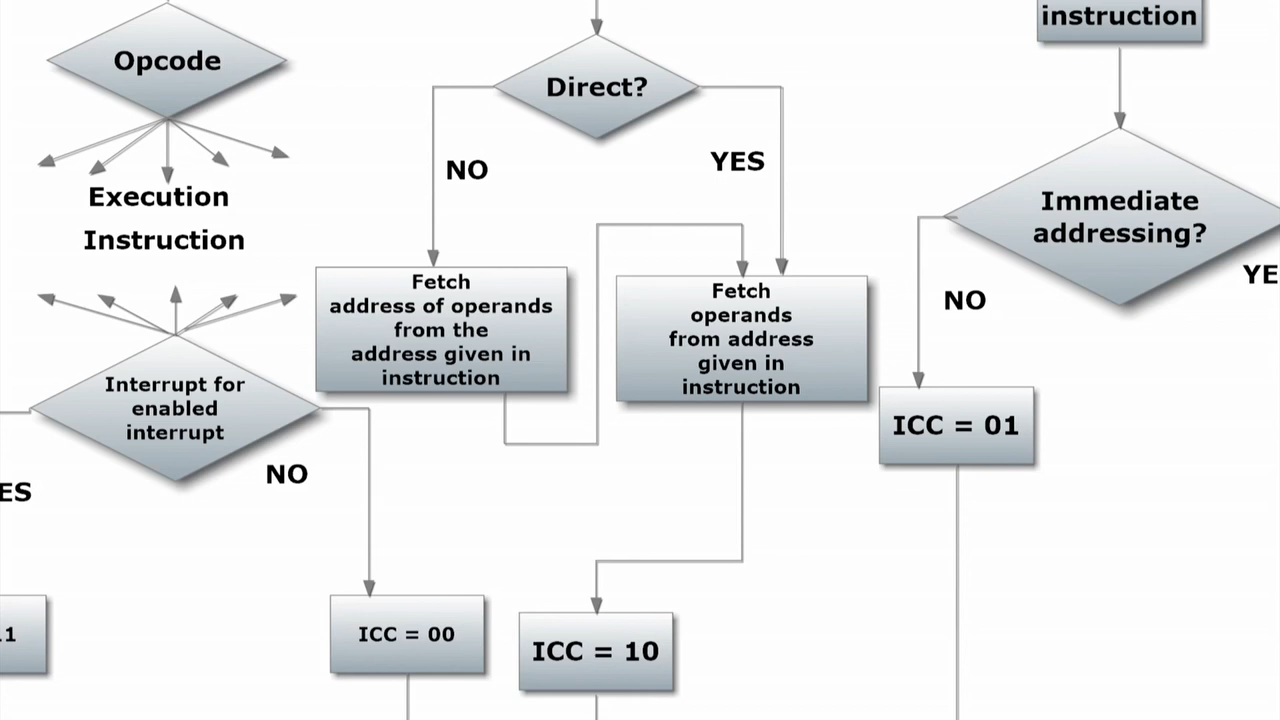 instruction
Opcode
Direct?
NO
YES
Execution
Instruction
Immediate
addressing?
YE
NO
Fetch
address of operands
from the
address given in
instruction
Fetch
operands
from address
given in
instruction
Interrupt for
enabled
interrupt
NO
ES
ICC = 01
ICC = 00
ICC = 10